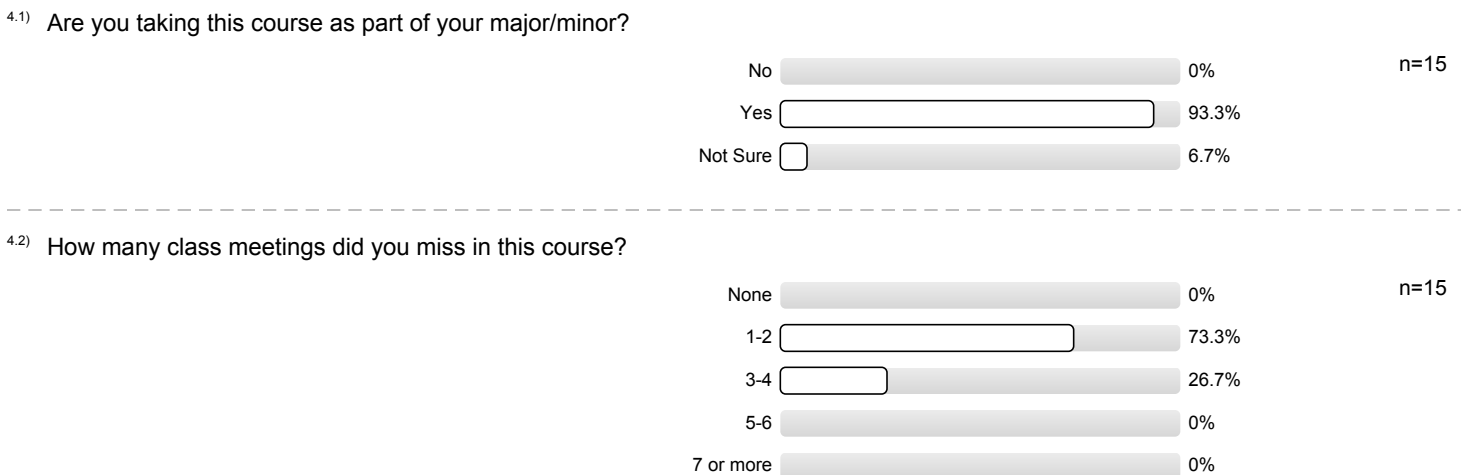 4.1) Are you taking this course as part of your major/minor?
No 0% n=15
Yes 93.3%
Not Sure 6.7%
4.2) How many class meetings did you miss in this course?
None 0% n=15
1-2 73.3%
3-4 26.7%
5-6 0%
7 or more 0%